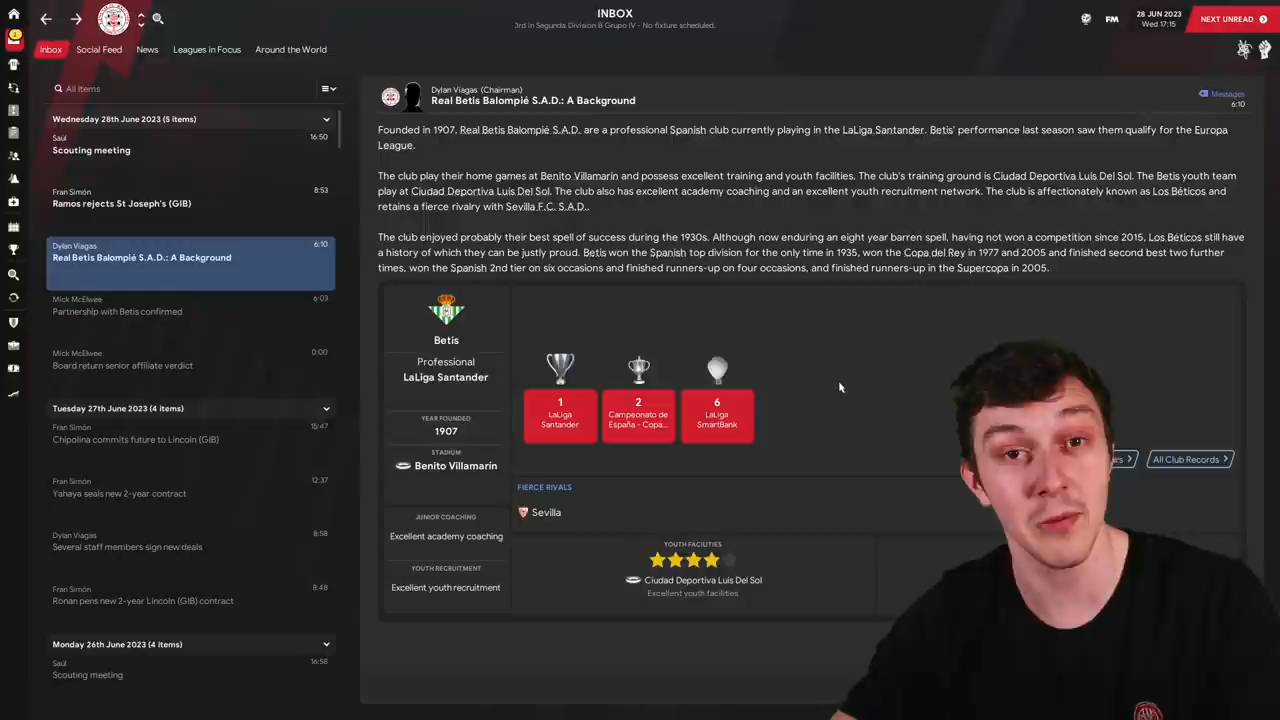 INBOX
3rd in Segunda Division B Grupo IV - No fixture scheduled.
FM
28 JUN 2023
Wed 17:15
NEXT UNREAD
Inbox
Social Feed
News
Leagues in Focus
Around the World
All Items
Wednesday 28th June 2023 (5 items)
Saúl
16:50
Scouting meeting
Fran Simón
8:53
Ramos rejects St Joseph's (GIB)
Dylan Viagas
6:10
Real Betis Balompié S.A.D.: A Background
Mick McElwee
6:03
Partnership with Betis confirmed
Mick McElwee
0:00
Board return senior affiliate verdict
Tuesday 27th June 2023 (4 items)
Fran Simón
15:47
Chipolina commits future to Lincoln (GIB)
Fran Simón
12:37
Yahaya seals new 2-year contract
Dylan Viagas
8:58
Several staff members sign new deals
Fran Simón
8:48
Ronan pens new 2-year Lincoln (GIB) contract
Monday 26th June 2023 (4 items)
Saúl
16:58
Scouting meeting
Dylan Viagas (Chairman)
Real Betis Balompié S.A.D.: A Background
Messages
6:10
Founded in 1907, Real Betis Balompié S.A.D. are a professional Spanish club currently playing in the LaLiga Santander. Betis' performance last season saw them qualify for the Europa
League.
The club play their home games at Benito Villamarín and possess excellent training and youth facilities. The club's training ground is Ciudad Deportiva Luis Del Sol. The Betis youth team
play at Ciudad Deportiva Luis Del Sol. The club also has excellent academy coaching and an excellent youth recruitment network. The club is affectionately known as Los Béticos and
retains a fierce rivalry with Sevilla F.C. S.A.D..
The club enjoyed probably their best spell of success during the 1930s. Although now enduring an eight year barren spell, having not won a competition since 2015, Los Béticos still have
a history of which they can be justly proud. Betis won the Spanish top division for the only time in 1935, won the Copa del Rey in 1977 and 2005 and finished second best two further
times, won the Spanish 2nd tier on six occasions and finished runners-up on four occasions, and finished runners-up in the Supercopa in 2005.
Betis
Professional
LaLiga Santander
YEAR FOUNDED
1907
STADIUM
Benito Villamarín
JUNIOR COACHING
Excellent academy coaching
YOUTH RECRUITMENT
Excellent youth recruitment
1
LaLiga
Santander
2
Campeonato de
España - Copa...
6
LaLiga
SmartBank
All Club Records
FIERCE RIVALS
Sevilla
YOUTH FACILITIES
Ciudad Deportiva Luis Del Sol
Excellent youth facilities